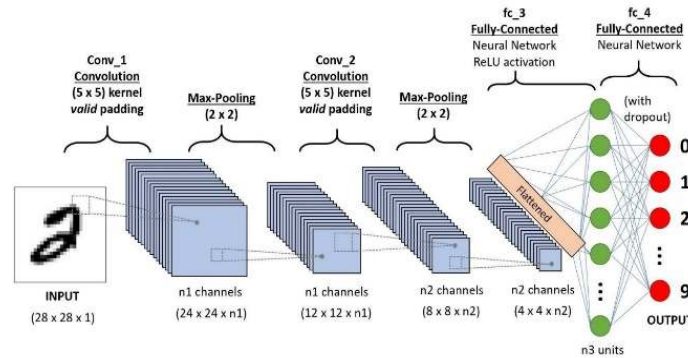 fc_3
Fully-Connected
Neural Network
ReLU activation
fc_4
Fully-Connected
Neural Network
Conv_1
Convolution
(5 x 5) kernel
valid padding
Max-Pooling
(2 x 2)
Conv_2
Convolution
(5 x 5) kernel
valid padding
Max-Pooling
(2 x 2)
(with
dropout)
Flattened
0
1
2
9
INPUT
(28 x 28 x 1)
n1 channels
(24 x 24 x n1)
n1 channels
(12 x 12 x n1)
n2 channels
(8 x 8 x n2)
n2 channels
(4 x 4 x n2)
OUTPUT
n3 units